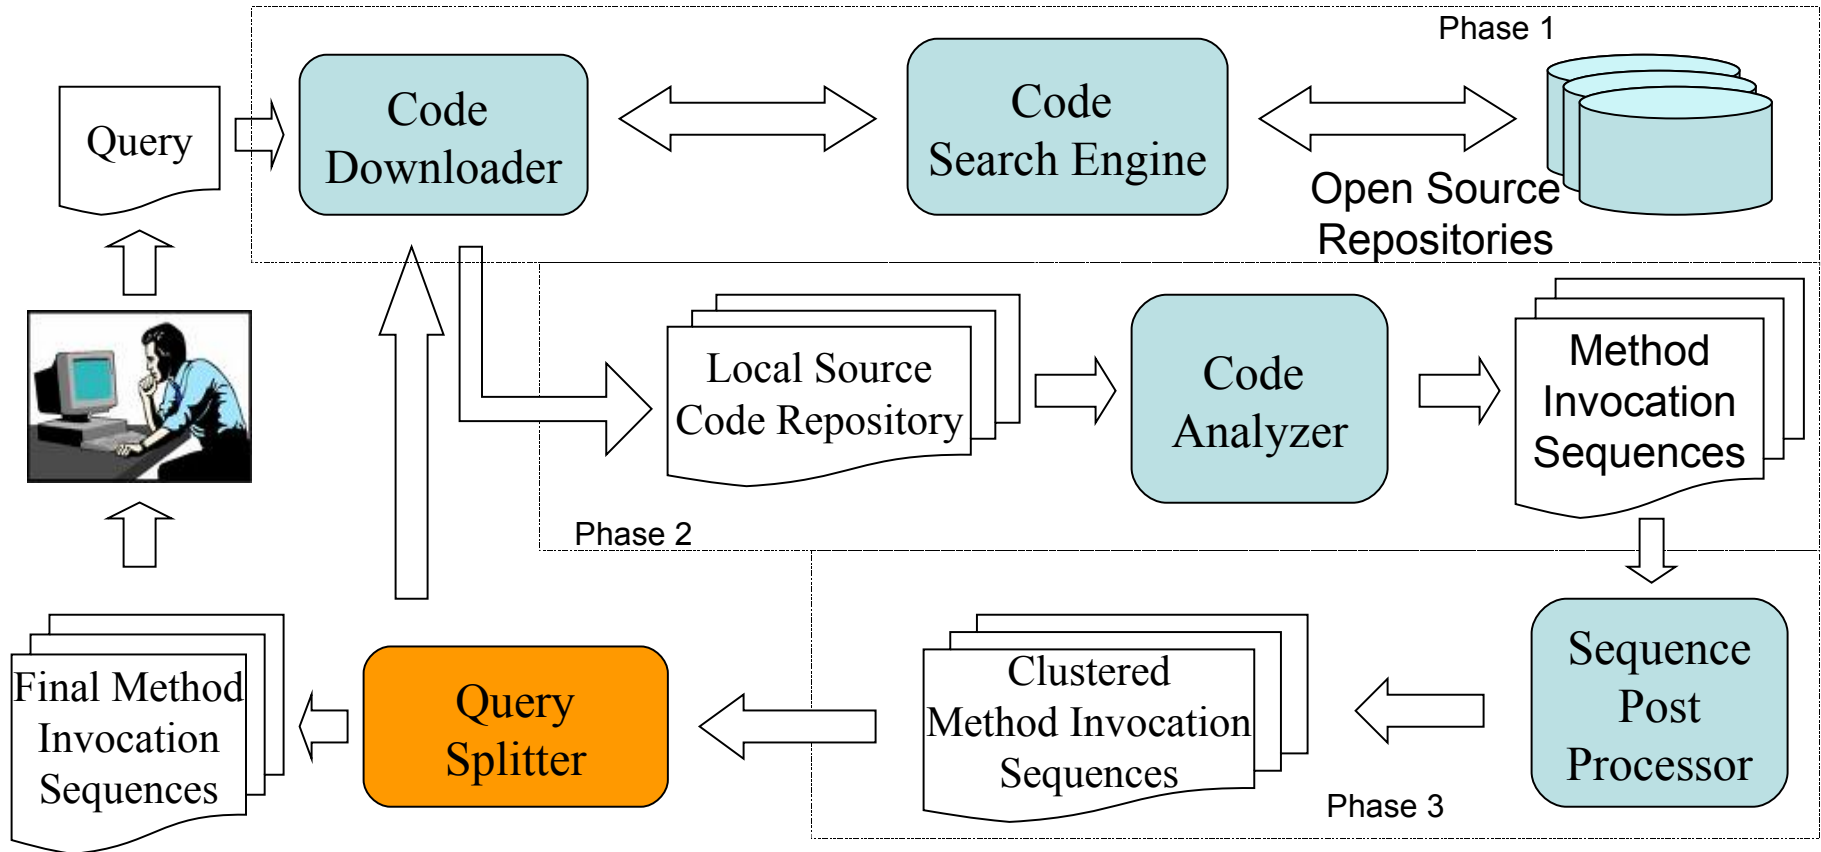 Phase 1
Query
Code
Downloader
Code
Search Engine
Open Source
Repositories
Local Source
Code Repository
Code
Analyzer
Method
Invocation
Sequences
Phase 2
Final Method
Invocation
Sequences
Query
Splitter
Clustered
Method Invocation
Sequences
Sequence
Post
Processor
Phase 3